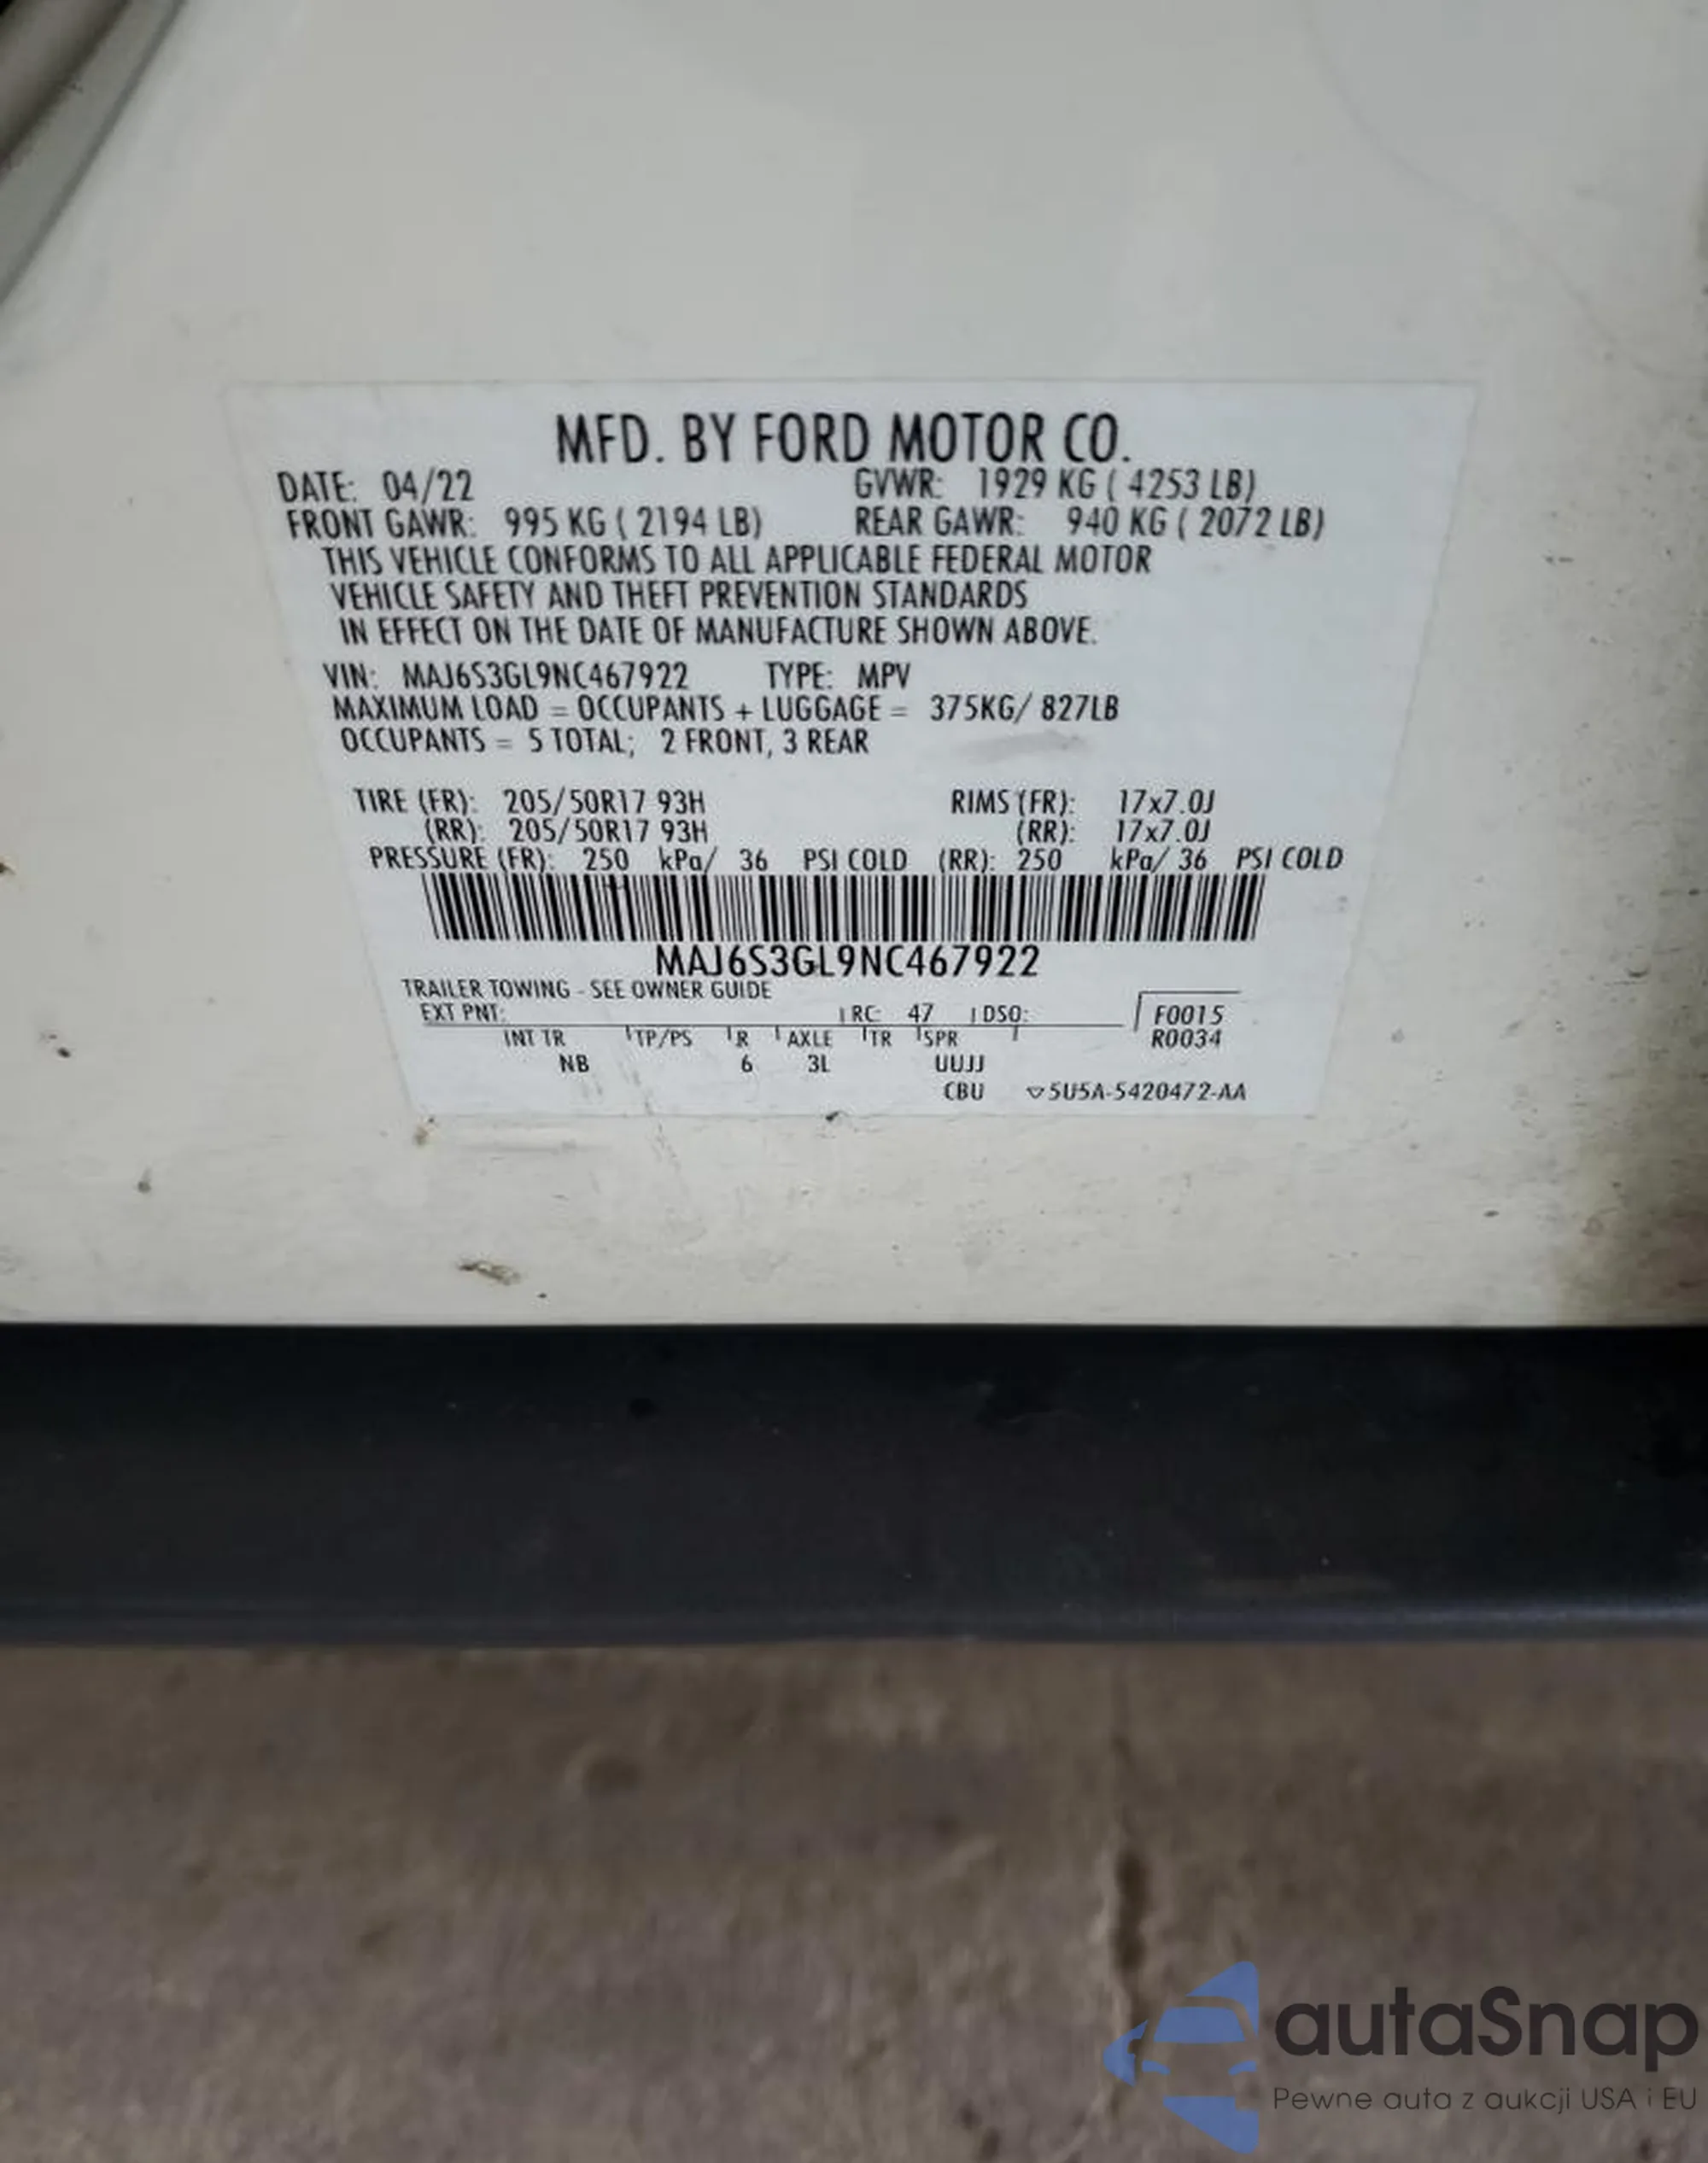 MFD. BY FORD MOTOR CO.
DATE: 04/22 GVWR: 1929 KG ( 4253 LB)
FRONT GAWR: 995 KG ( 2194 LB) REAR GAWR: 940 KG ( 2072 LB)
THIS VEHICLE CONFORMS TO ALL APPLICABLE FEDERAL MOTOR
VEHICLE SAFETY AND THEFT PREVENTION STANDARDS
IN EFFECT ON THE DATE OF MANUFACTURE SHOWN ABOVE.
VIN: MAJ6S3GL9NC467922 TYPE: MPV
MAXIMUM LOAD = OCCUPANTS + LUGGAGE = 375KG/ 827LB
OCCUPANTS = 5 TOTAL; 2 FRONT, 3 REAR
TIRE (FR): 205/50R17 93H RIMS (FR): 17x7.0J
(RR): 205/50R17 93H (RR): 17x7.0J
PRESSURE (FR): 250 kPa/ 36 PSI COLD (RR): 250 kPa/ 36 PSI COLD
MAJ6S3GL9NC467922
TRAILER TOWING - SEE OWNER GUIDE
EXT PNT: RC: 47 DSO: F0015
INT TR TP/PS R AXLE TR SPR R0034
NB 6 3L UUJJ
CBU 5U5A-5420472-AA
autaSnap
Pewne auta z aukcji USA i EU